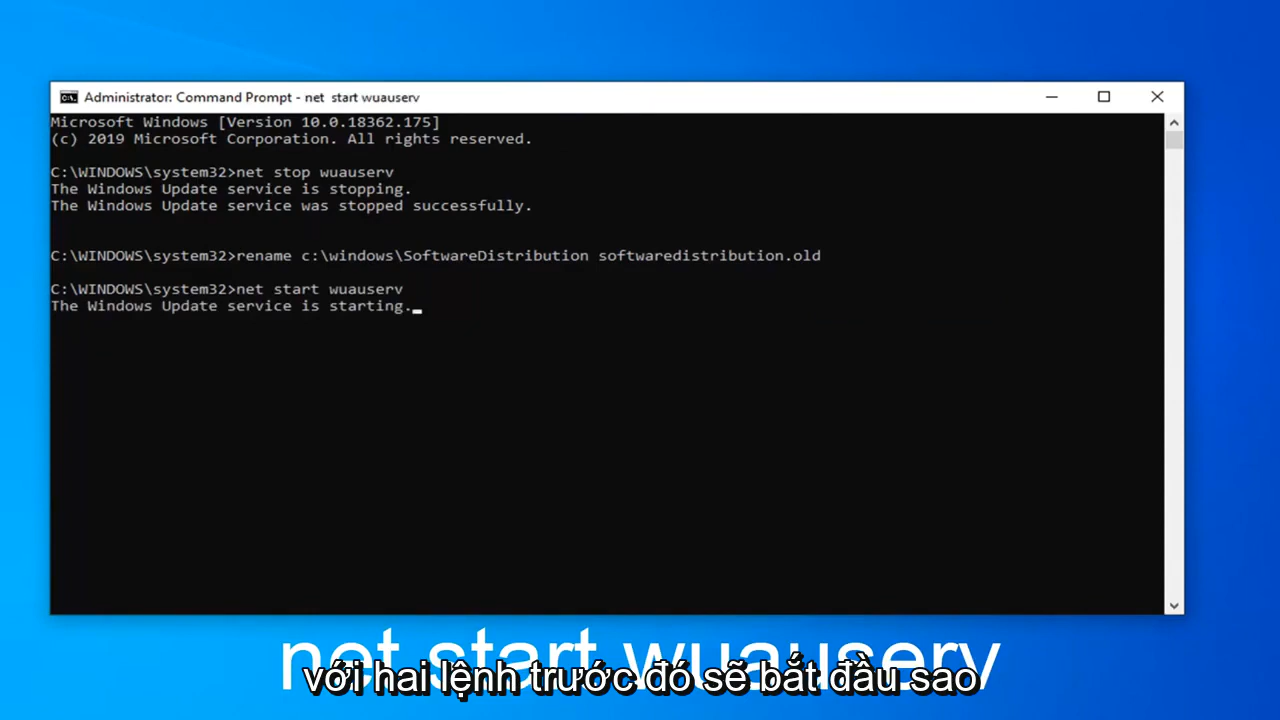 Administrator: Command Prompt - net  start wuauserv
Microsoft Windows [Version 10.0.18362.175]
(c) 2019 Microsoft Corporation. All rights reserved.
C:\WINDOWS\system32>net stop wuauserv
The Windows Update service is stopping.
The Windows Update service was stopped successfully.
C:\WINDOWS\system32>rename c:\windows\SoftwareDistribution softwaredistribution.old
C:\WINDOWS\system32>net start wuauserv
The Windows Update service is starting.
net start wuauserv
với hai lệnh trước đó sẽ bắt đầu sao